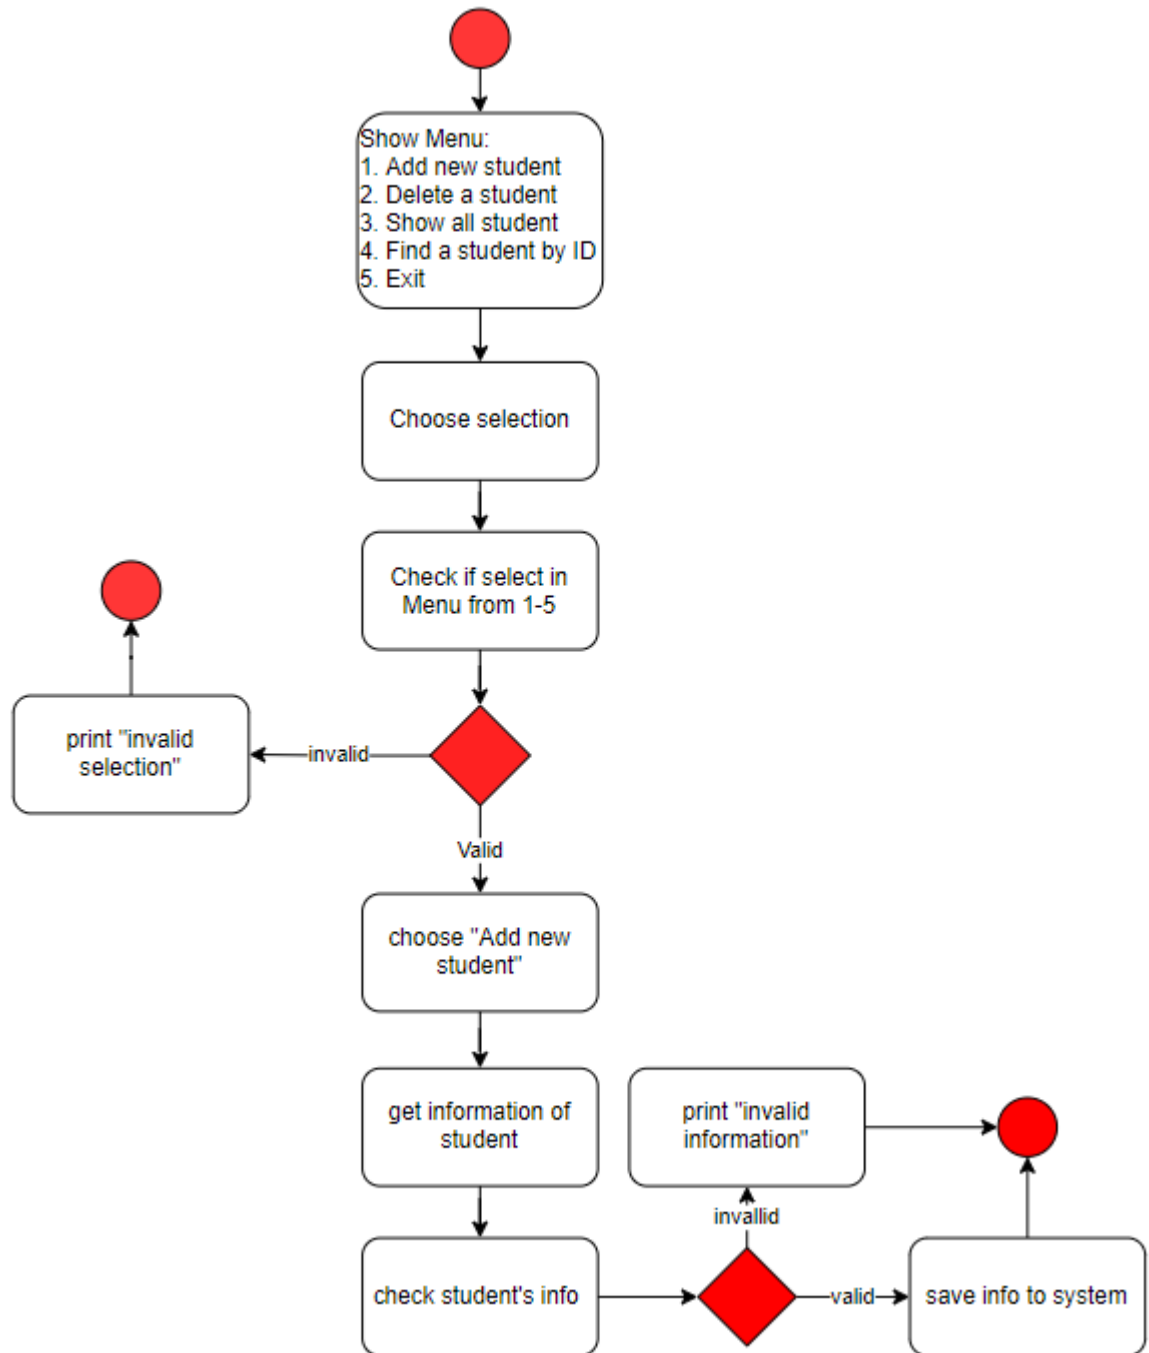 Show Menu:
1. Add new student
2. Delete a student
3. Show all student
4. Find a student by ID
5. Exit
Choose selection
Check if select in
Menu from 1-5
invalid
print "invalid
selection"
Valid
choose "Add new
student"
get information of
student
print "invalid
information"
invallid
check student's info
valid
save info to system